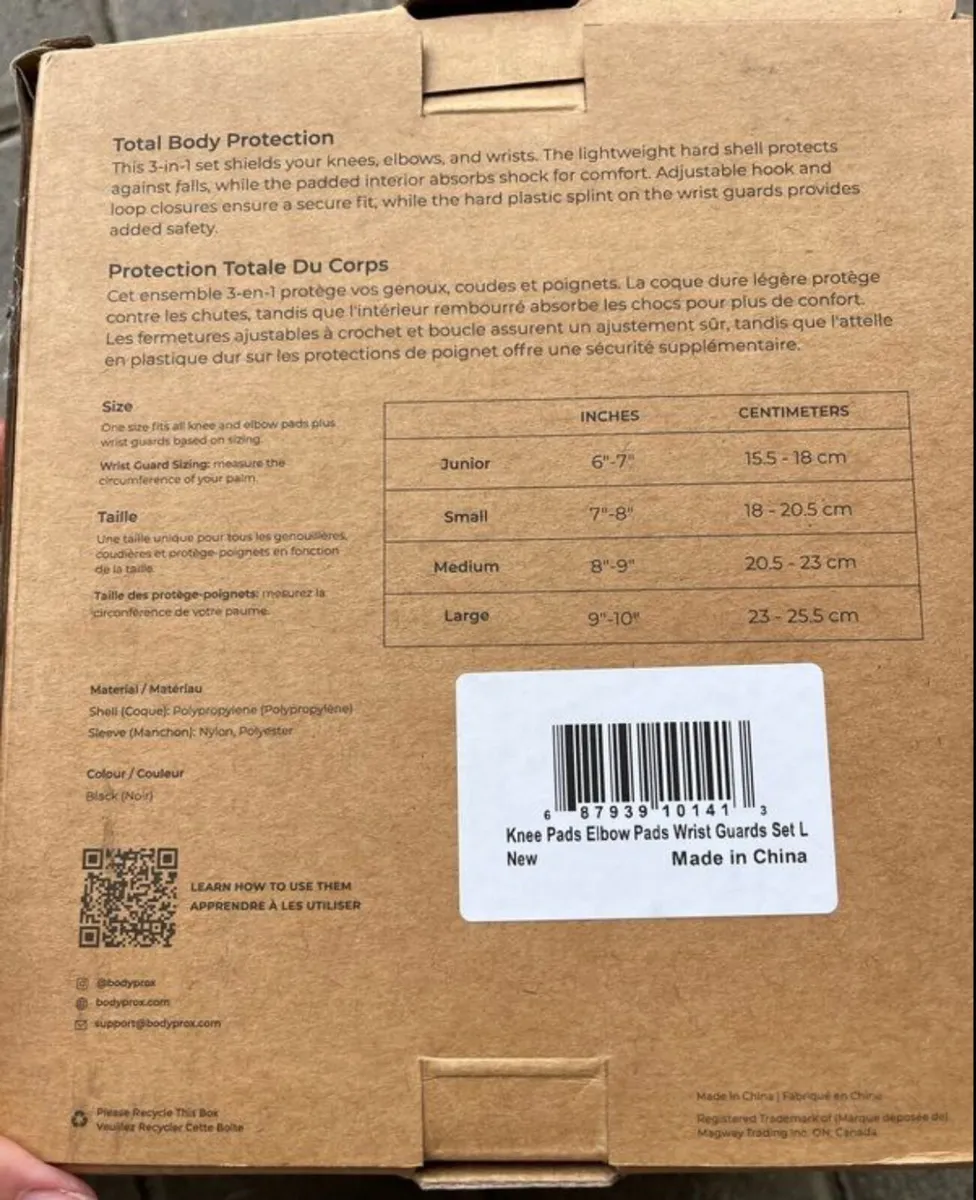 Total Body Protection
This 3-in-1 set shields your knees, elbows, and wrists. The lightweight hard shell protects
against falls, while the padded interior absorbs shock for comfort. Adjustable hook and
loop closures ensure a secure fit, while the hard plastic splint on the wrist guards provides
added safety.
Protection Totale Du Corps
Cet ensemble 3-en-1 protège vos genoux, coudes et poignets. La coque dure légère protège
contre les chutes, tandis que l'intérieur rembourré absorbe les chocs pour plus de confort.
Les fermetures ajustables à crochet et boucle assurent un ajustement sûr, tandis que l'attelle
en plastique dur sur les protections de poignet offre une sécurité supplémentaire.
Size
One size fits all knee and elbow pads plus
wrist guards based on sizing.
Wrist Guard Sizing: measure the
circumference of your palm.
Taille
Une taille unique pour tous les genouillères,
coudières et protège-poignets en fonction
de la taille.
Taille des protège-poignets: mesurez la
circonférence de votre paume.
INCHES CENTIMETERS
Junior 6"-7" 15.5 - 18 cm
Small 7"-8" 18 - 20.5 cm
Medium 8"-9" 20.5 - 23 cm
Large 9"-10" 23 - 25.5 cm
Material / Matériau
Shell (Coque): Polypropylene (Polypropylène)
Sleeve (Manchon): Nylon, Polyester
Colour / Couleur
Black (Noir)
6 87939 10141 3
Knee Pads Elbow Pads Wrist Guards Set L
New Made in China
LEARN HOW TO USE THEM
APPRENDRE À LES UTILISER
@bodyprox
bodyprox.com
support@bodyprox.com
Please Recycle This Box
Veuillez Recycler Cette Boîte
Made In China | Fabriqué en Chine
Registered Trademark of (Marque déposée de)
Magwey Trading Inc. ON, Canada